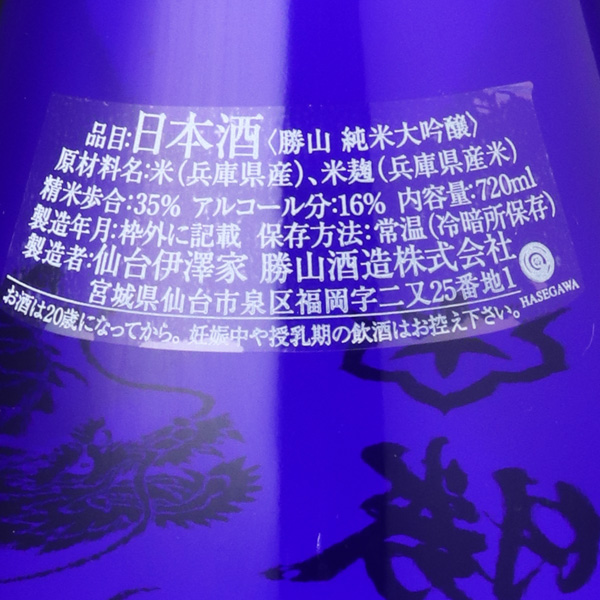 品目:日本酒〈勝山 純米大吟醸〉
原材料名:米(兵庫県産)、米麹(兵庫県産米)
精米歩合:35% アルコール分:16% 内容量:720ml
製造年月:枠外に記載 保存方法:常温(冷暗所保存)
製造者:仙台伊澤家 勝山酒造株式会社
宮城県仙台市泉区福岡字二又25番地1
HASEGAWA
お酒は20歳になってから。妊娠中や授乳期の飲酒はお控え下さい。